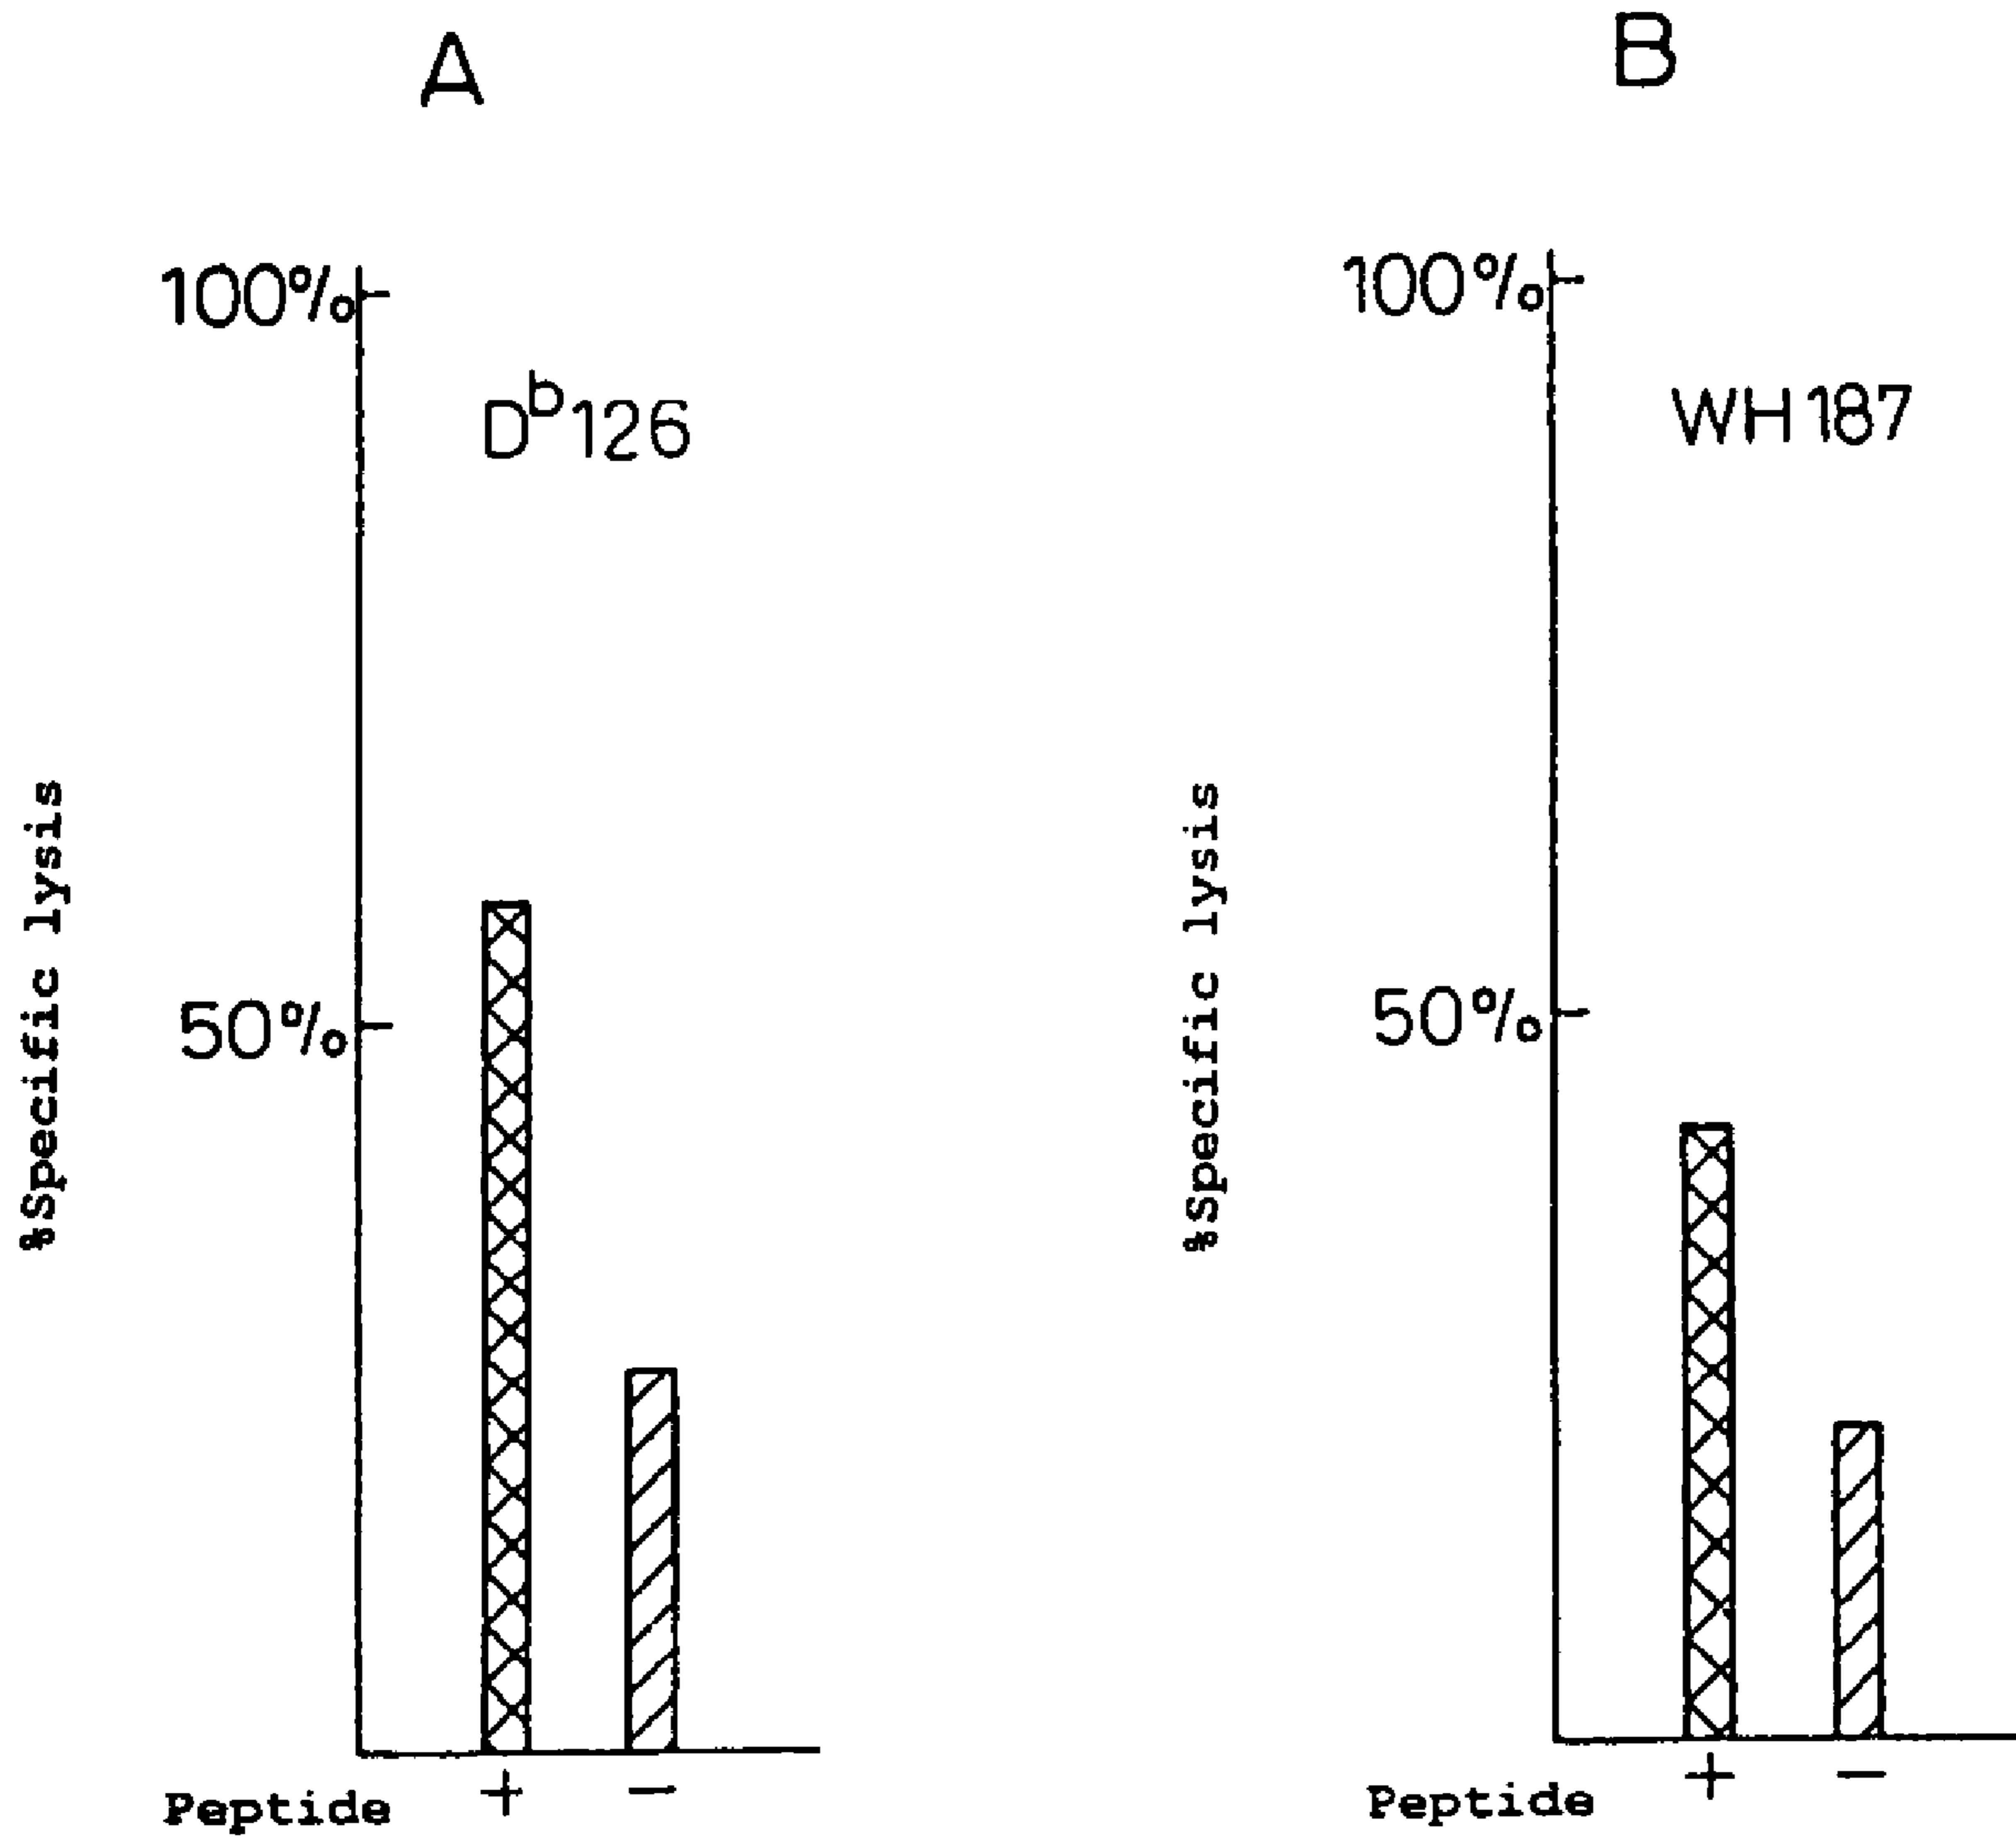 A
100%
D^b126
50%
%Specific lysis
Peptide + −
B
100%
WH187
50%
%Specific lysis
Peptide + −